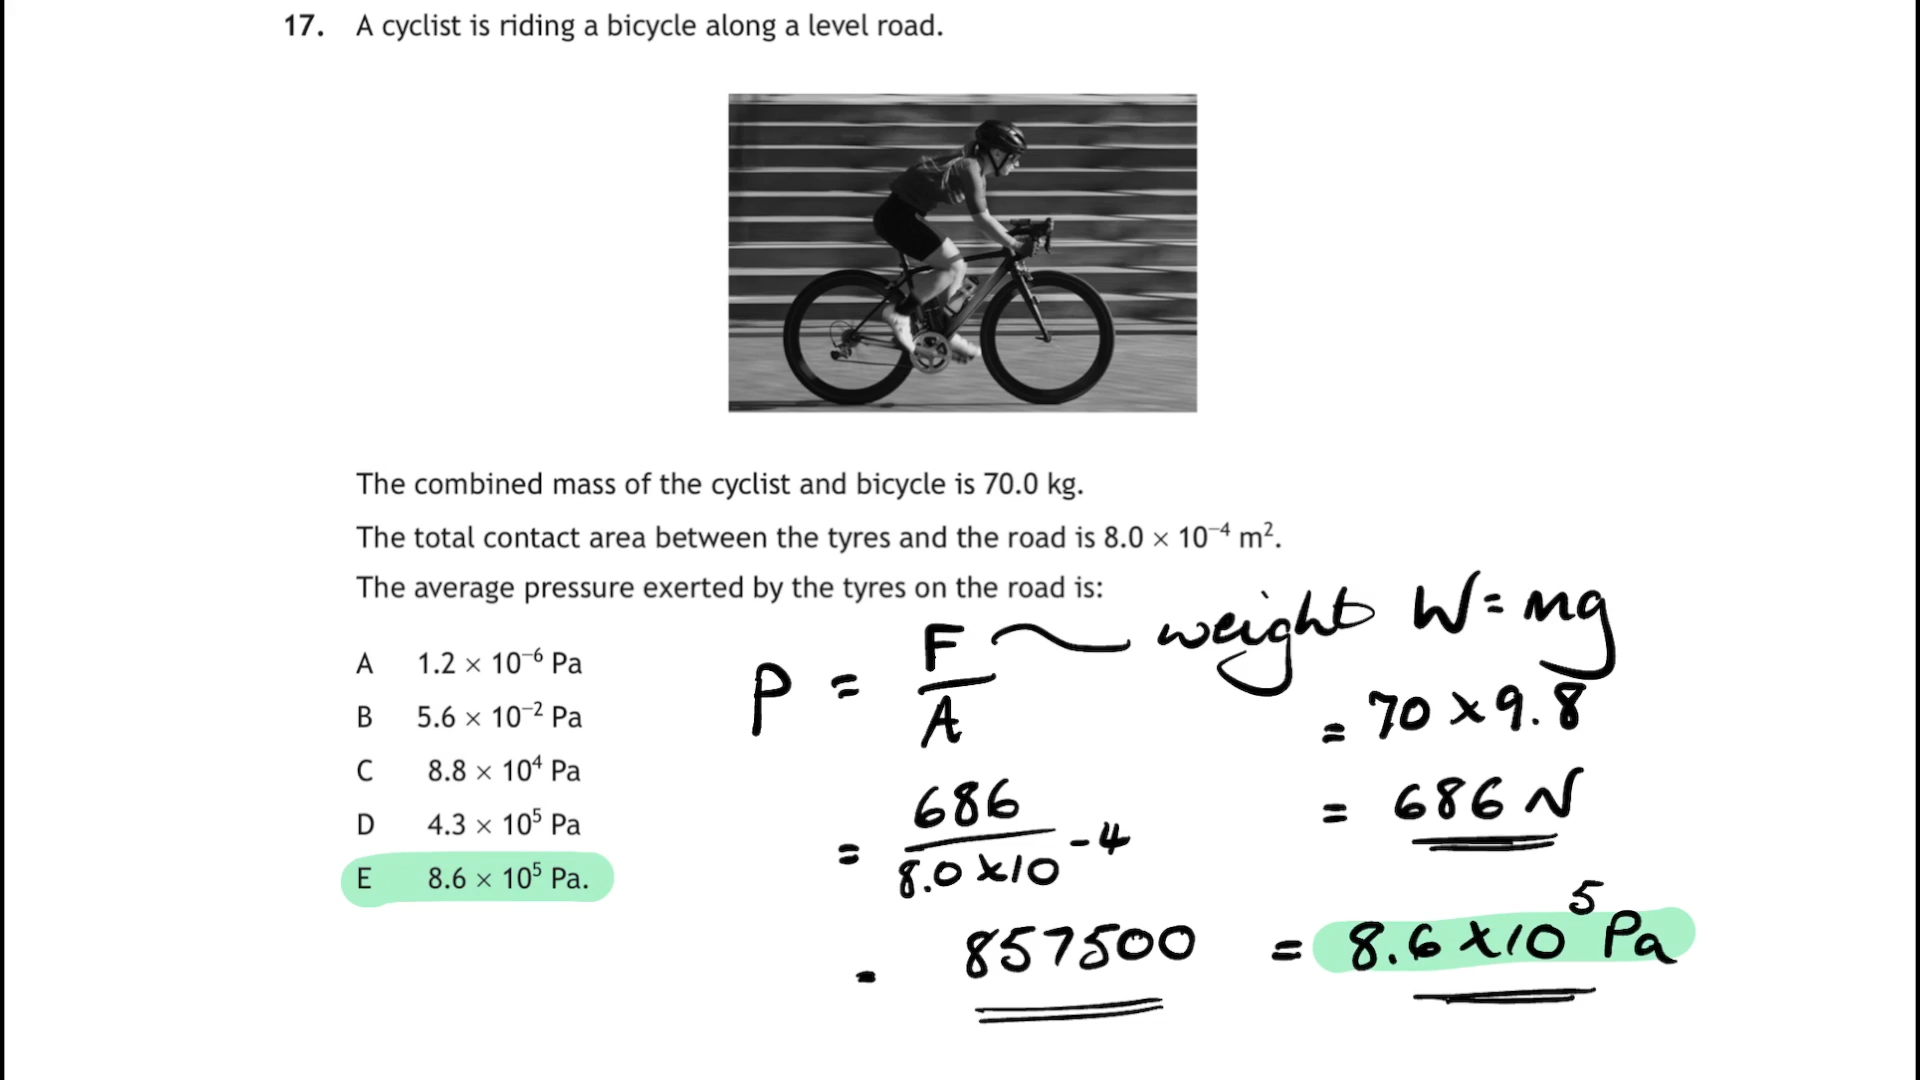 17. A cyclist is riding a bicycle along a level road.
The combined mass of the cyclist and bicycle is 70.0 kg.
The total contact area between the tyres and the road is 8.0 × 10⁻⁴ m².
The average pressure exerted by the tyres on the road is:
A 1.2 × 10⁻⁶ Pa
B 5.6 × 10⁻² Pa
C 8.8 × 10⁴ Pa
D 4.3 × 10⁵ Pa
E 8.6 × 10⁵ Pa.
P = F/A
weight W = mg
= 70 × 9.8
= 686 N
= 686/8.0 × 10⁻⁴
= 857500 = 8.6 × 10⁵ Pa